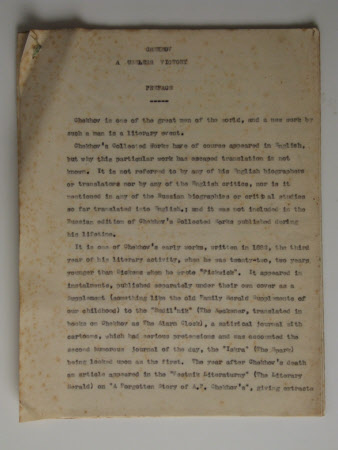 CHEKHOV
A USELESS VICTORY
PREFACE
-----
Chekhov is one of the great men of the world, and a new work by
such a man is a literary event.
Chekhov's Collected Works have of course appeared in English,
but why this particular work has escaped translation is not
known. It is not referred to by any of his English biographers
or translators nor by any of the English critics, nor is it
mentioned in any of the Russian biographies or critical studies
so far translated into English; and it was not included in the
Russian edition of Chekhov's Collected Works published during
his lifetime.
It is one of Chekhov's early works, written in 1882, the third
year of his literary activity, when he was twenty-two, two years
younger than Dickens when he wrote "Pickwick". It appeared in
instalments, published separately under their own cover as a
Supplement (something like the old Family Herald Supplements of
our childhood) to the "Budil'nik" (The Awakener, translated in
books on Chekhov as The Alarm Clock), a satirical journal with
cartoons, which had serious pretensions and was accounted the
second humorous journal of the day, the "Iskra" (The Spark)
being looked upon as the first. The year after Chekhov's death
an article appeared in the "Vestnik Literaturny" (The Literary
Herald) on "A Forgotten Story of A.P. Chekhov's", giving extracts